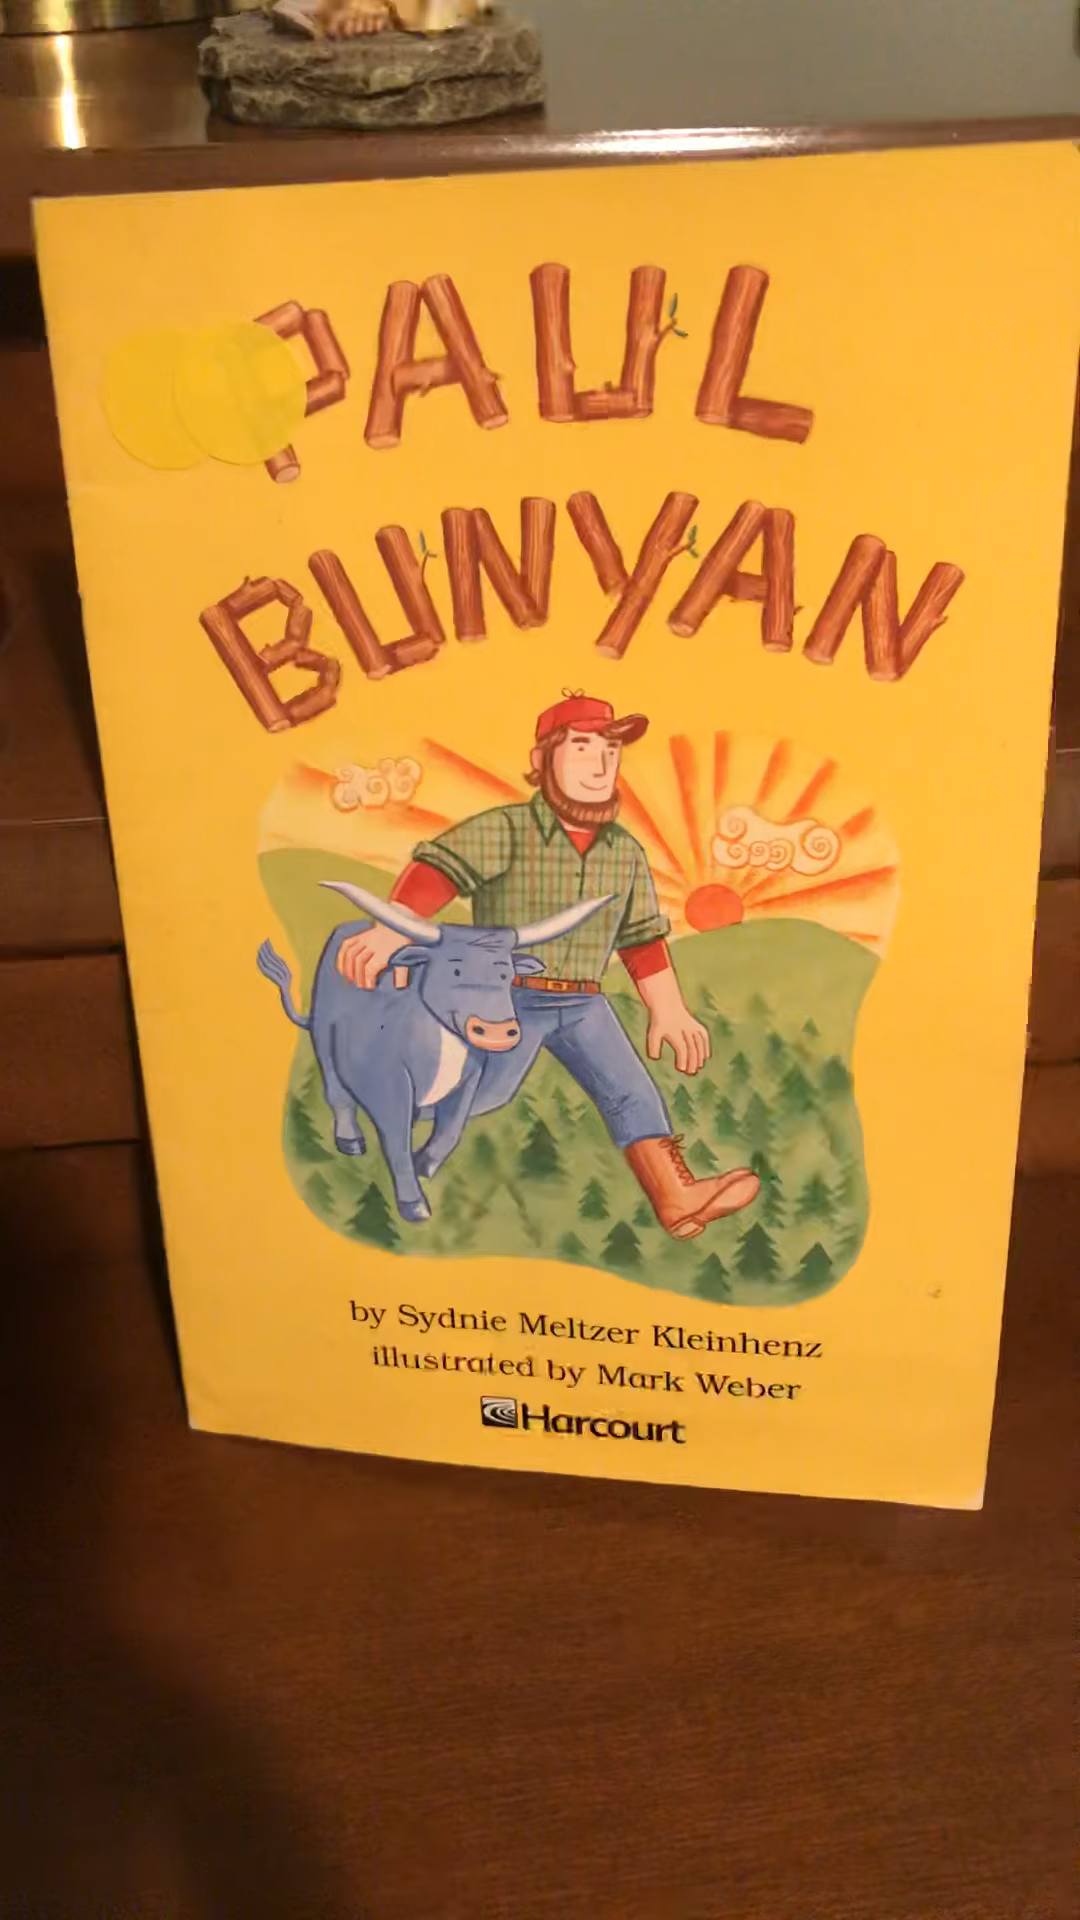 PAUL
BUNYAN
by Sydnie Meltzer Kleinhenz
illustrated by Mark Weber
Harcourt